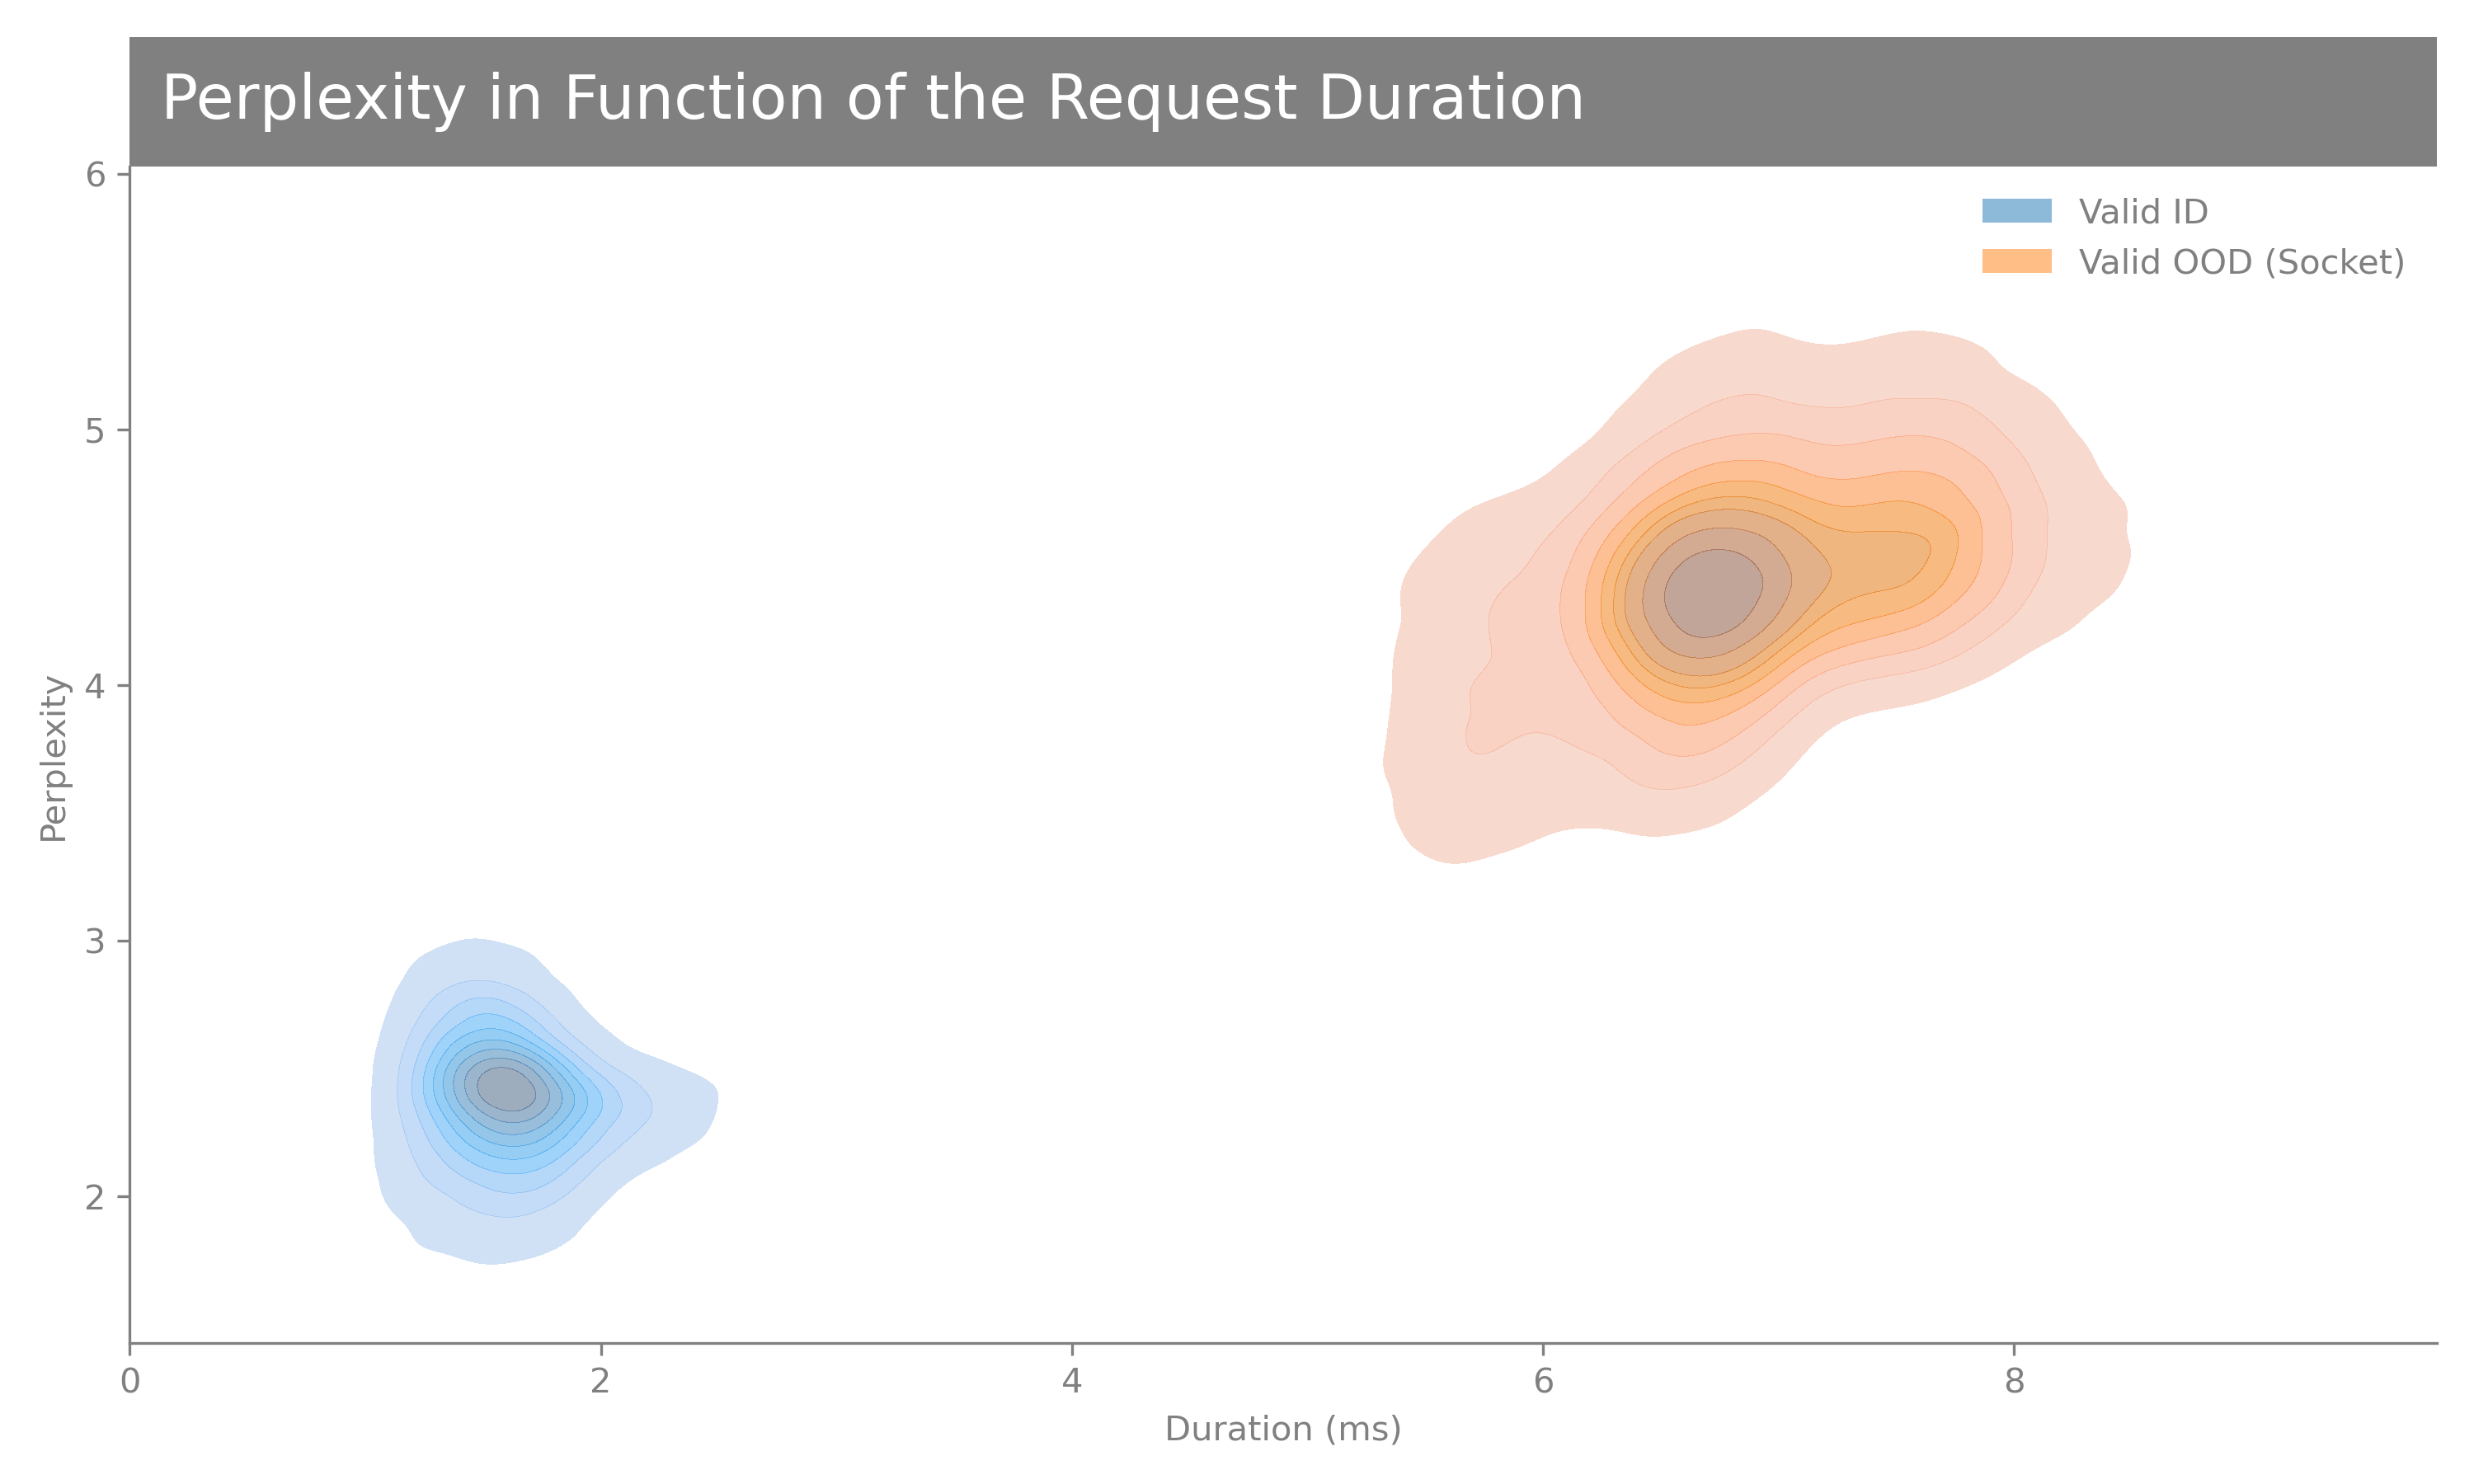 Perplexity in Function of the Request Duration
Valid ID
Valid OOD (Socket)
6
5
4
3
2
Perplexity
0 2 4 6 8
Duration (ms)